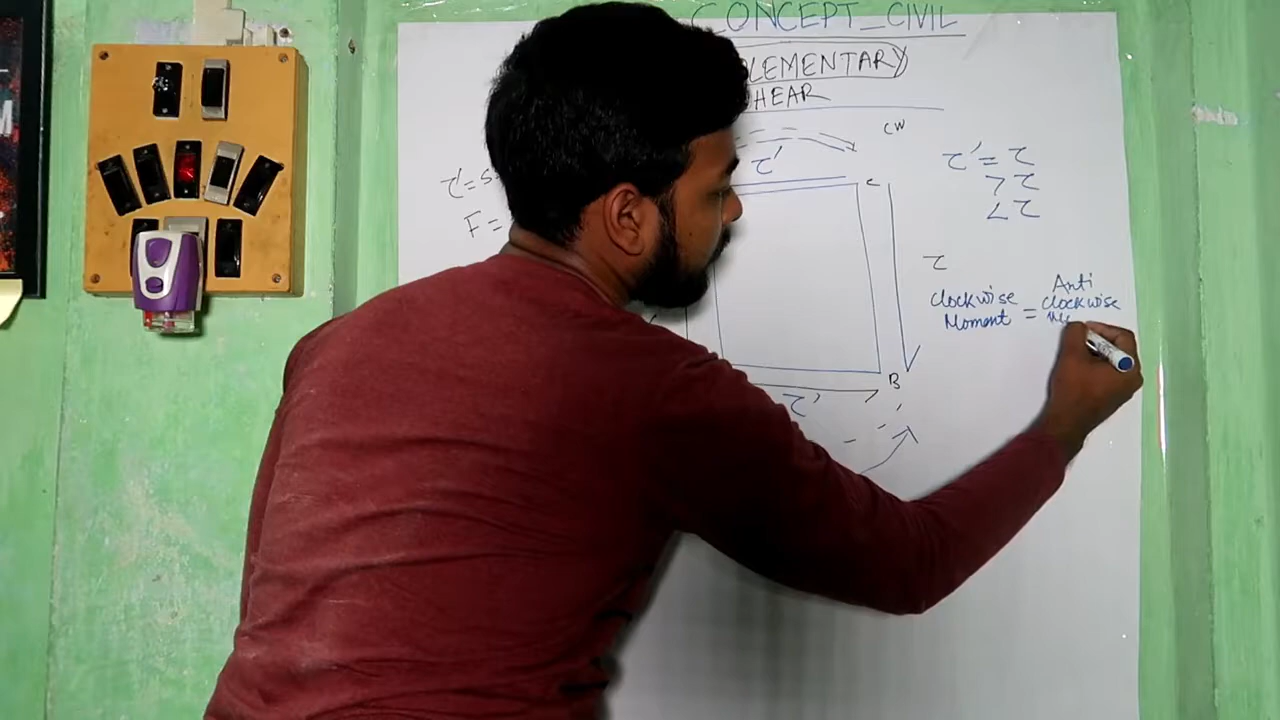 CONCEPT_CIVIL
LEMENTARY
HEAR
CW
τ'
C
τ' = τ
> τ
< τ
τ'= S
F =
τ
Clockwise
Moment
=
Anti
clockwise
B
τ'